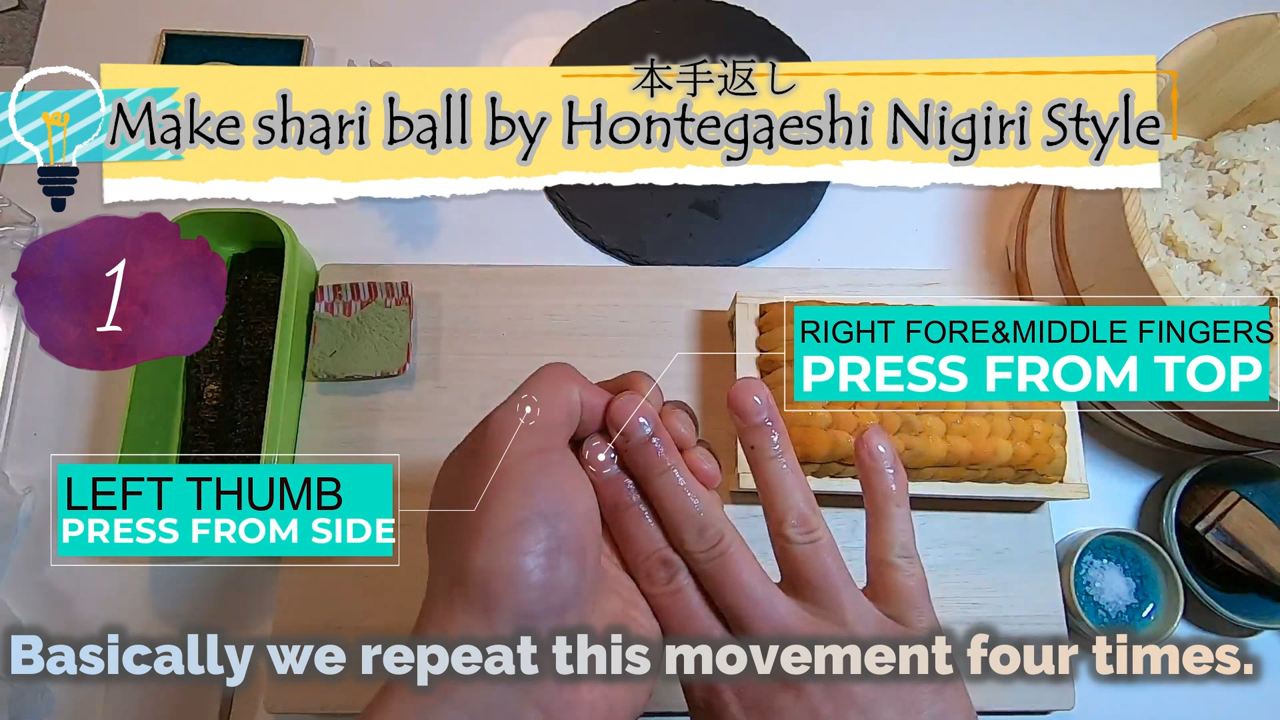 本手返し
Make shari ball by Hontegaeshi Nigiri Style
1
RIGHT FORE&MIDDLE FINGERS
PRESS FROM TOP
LEFT THUMB
PRESS FROM SIDE
Basically we repeat this movement four times.